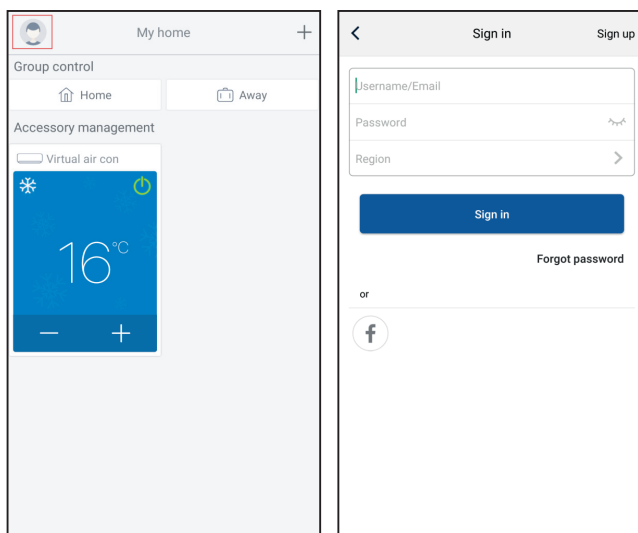 My home
Group control
Home
Away
Accessory management
Virtual air con
16°C
Sign in
Sign up
Username/Email
Password
Region
Sign in
Forgot password
or
f